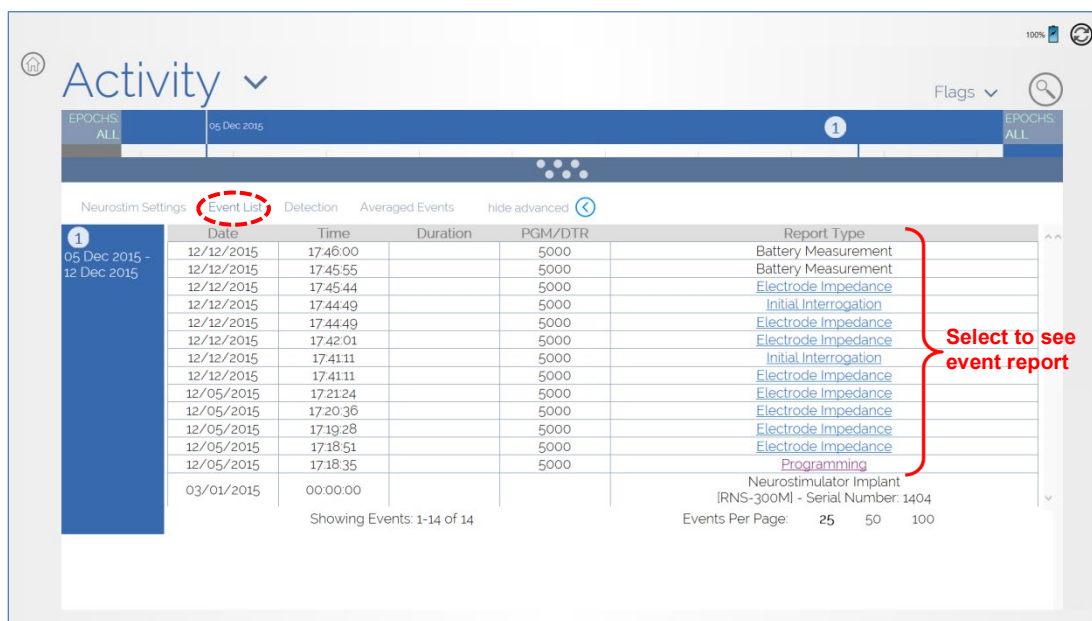 100%
Activity
Flags
EPOCHS:
ALL
05 Dec 2015
1
EPOCHS:
ALL
Neurostim Settings Event List Detection Averaged Events hide advanced
1
05 Dec 2015 -
12 Dec 2015
Date Time Duration PGM/DTR Report Type
12/12/2015 17:46:00 5000 Battery Measurement
12/12/2015 17:45:55 5000 Battery Measurement
12/12/2015 17:45:44 5000 Electrode Impedance
12/12/2015 17:44:49 5000 Initial Interrogation
12/12/2015 17:44:49 5000 Electrode Impedance
12/12/2015 17:42:01 5000 Electrode Impedance
12/12/2015 17:41:11 5000 Initial Interrogation
12/12/2015 17:41:11 5000 Electrode Impedance
12/05/2015 17:21:24 5000 Electrode Impedance
12/05/2015 17:20:36 5000 Electrode Impedance
12/05/2015 17:19:28 5000 Electrode Impedance
12/05/2015 17:18:51 5000 Electrode Impedance
12/05/2015 17:18:35 5000 Programming
03/01/2015 00:00:00 Neurostimulator Implant
[RNS-300M] - Serial Number: 1404
Select to see
event report
Showing Events: 1-14 of 14 Events Per Page: 25 50 100